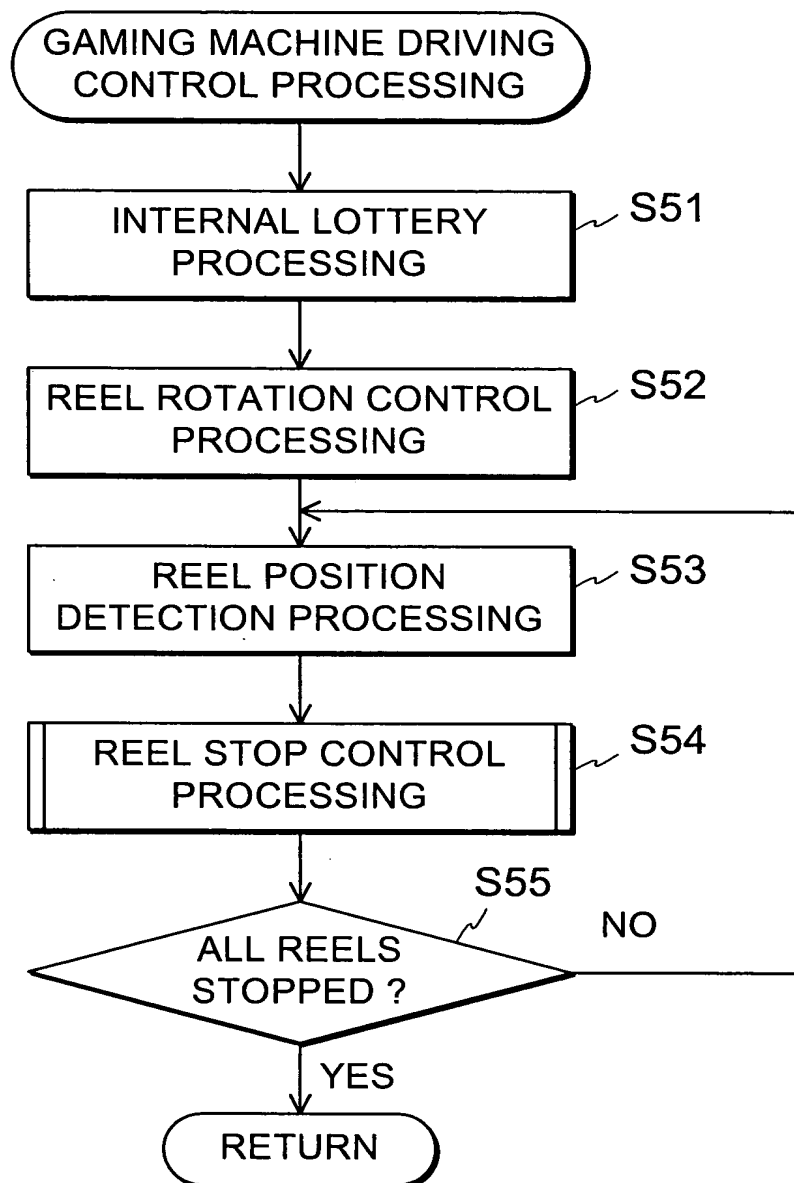 GAMING MACHINE DRIVING
CONTROL PROCESSING
INTERNAL LOTTERY
PROCESSING
S51
REEL ROTATION CONTROL
PROCESSING
S52
REEL POSITION
DETECTION PROCESSING
S53
REEL STOP CONTROL
PROCESSING
S54
S55
ALL REELS
STOPPED ?
NO
YES
RETURN